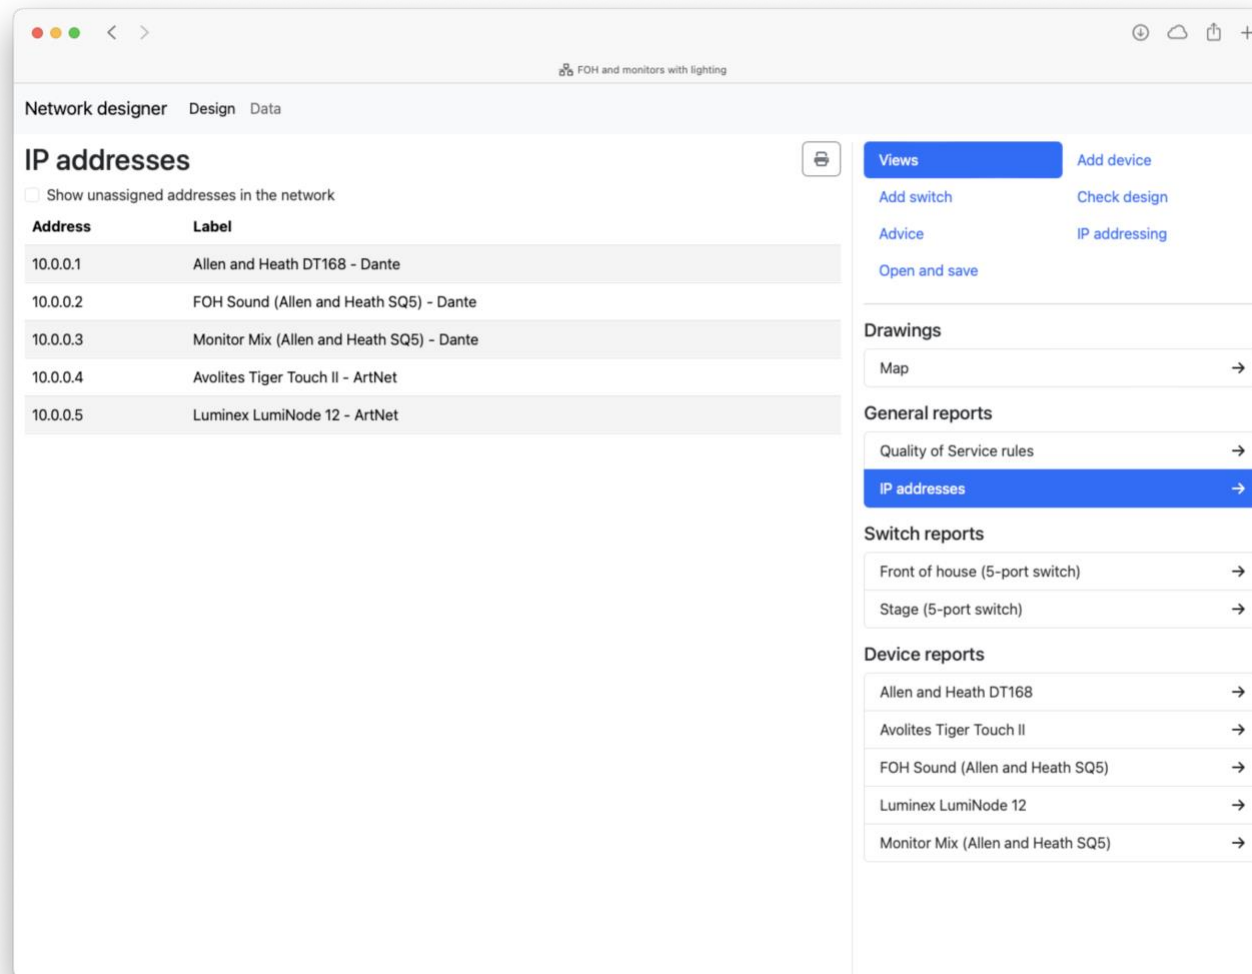 FOH and monitors with lighting
Network designer Design Data
IP addresses
Show unassigned addresses in the network
Address Label
10.0.0.1 Allen and Heath DT168 - Dante
10.0.0.2 FOH Sound (Allen and Heath SQ5) - Dante
10.0.0.3 Monitor Mix (Allen and Heath SQ5) - Dante
10.0.0.4 Avolites Tiger Touch II - ArtNet
10.0.0.5 Luminex LumiNode 12 - ArtNet
Views Add device
Add switch Check design
Advice IP addressing
Open and save
Drawings
Map
General reports
Quality of Service rules
IP addresses
Switch reports
Front of house (5-port switch)
Stage (5-port switch)
Device reports
Allen and Heath DT168
Avolites Tiger Touch II
FOH Sound (Allen and Heath SQ5)
Luminex LumiNode 12
Monitor Mix (Allen and Heath SQ5)